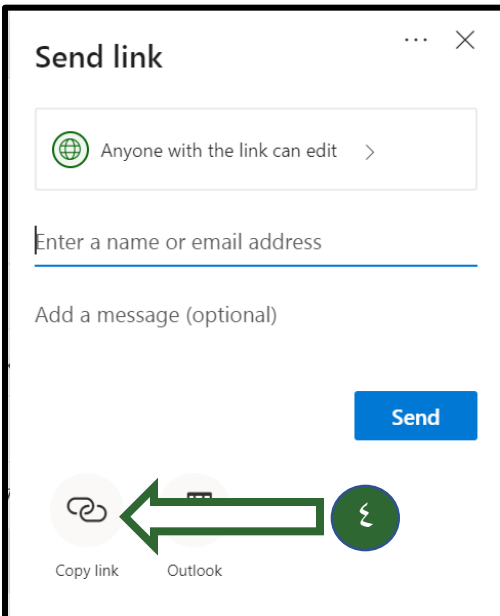 Send link
Anyone with the link can edit
Enter a name or email address
Add a message (optional)
Send
٤
Copy link
Outlook